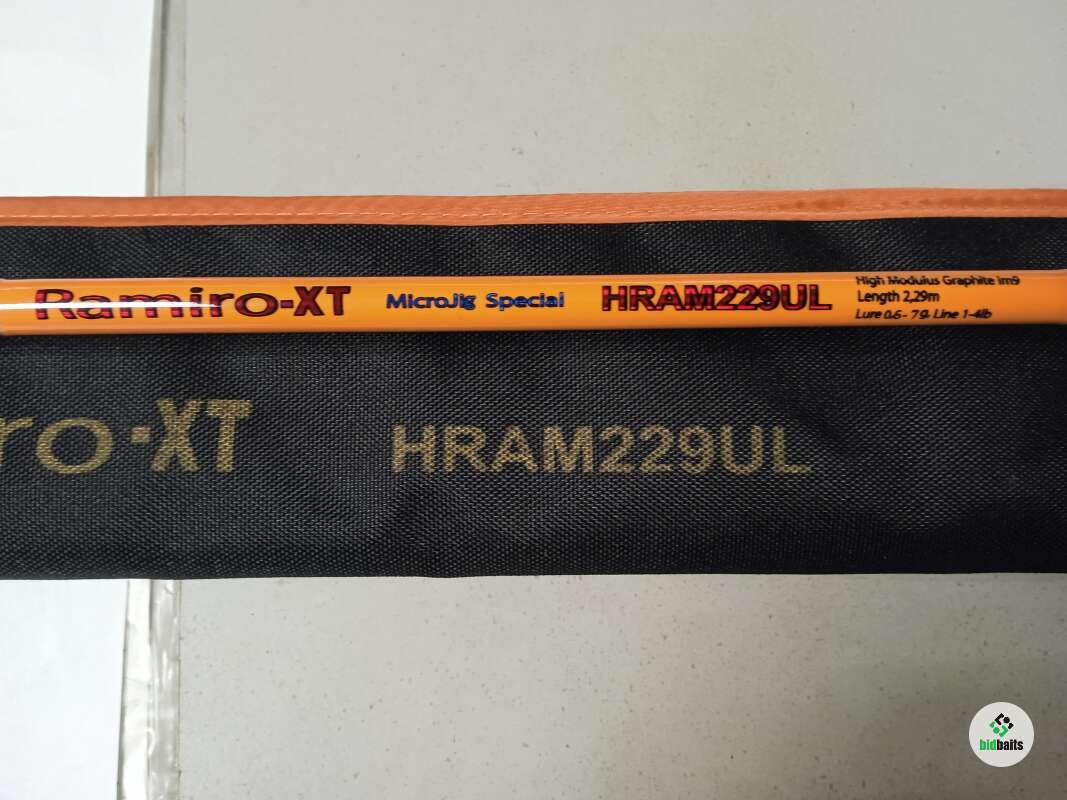 Ramiro-XT MicroJig Special HRAM229UL
High Modulus Graphite im9
Length 2,29m
Lure 0.6 - 7g Line 1-4lb
ro-XT HRAM229UL
bidbaits